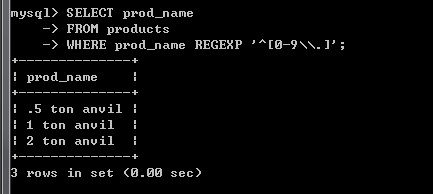 mysql> SELECT prod_name
    -> FROM products
    -> WHERE prod_name REGEXP '^[0-9\\.]';
+--------------+
| prod_name    |
+--------------+
| .5 ton anvil |
| 1 ton anvil  |
| 2 ton anvil  |
+--------------+
3 rows in set (0.00 sec)